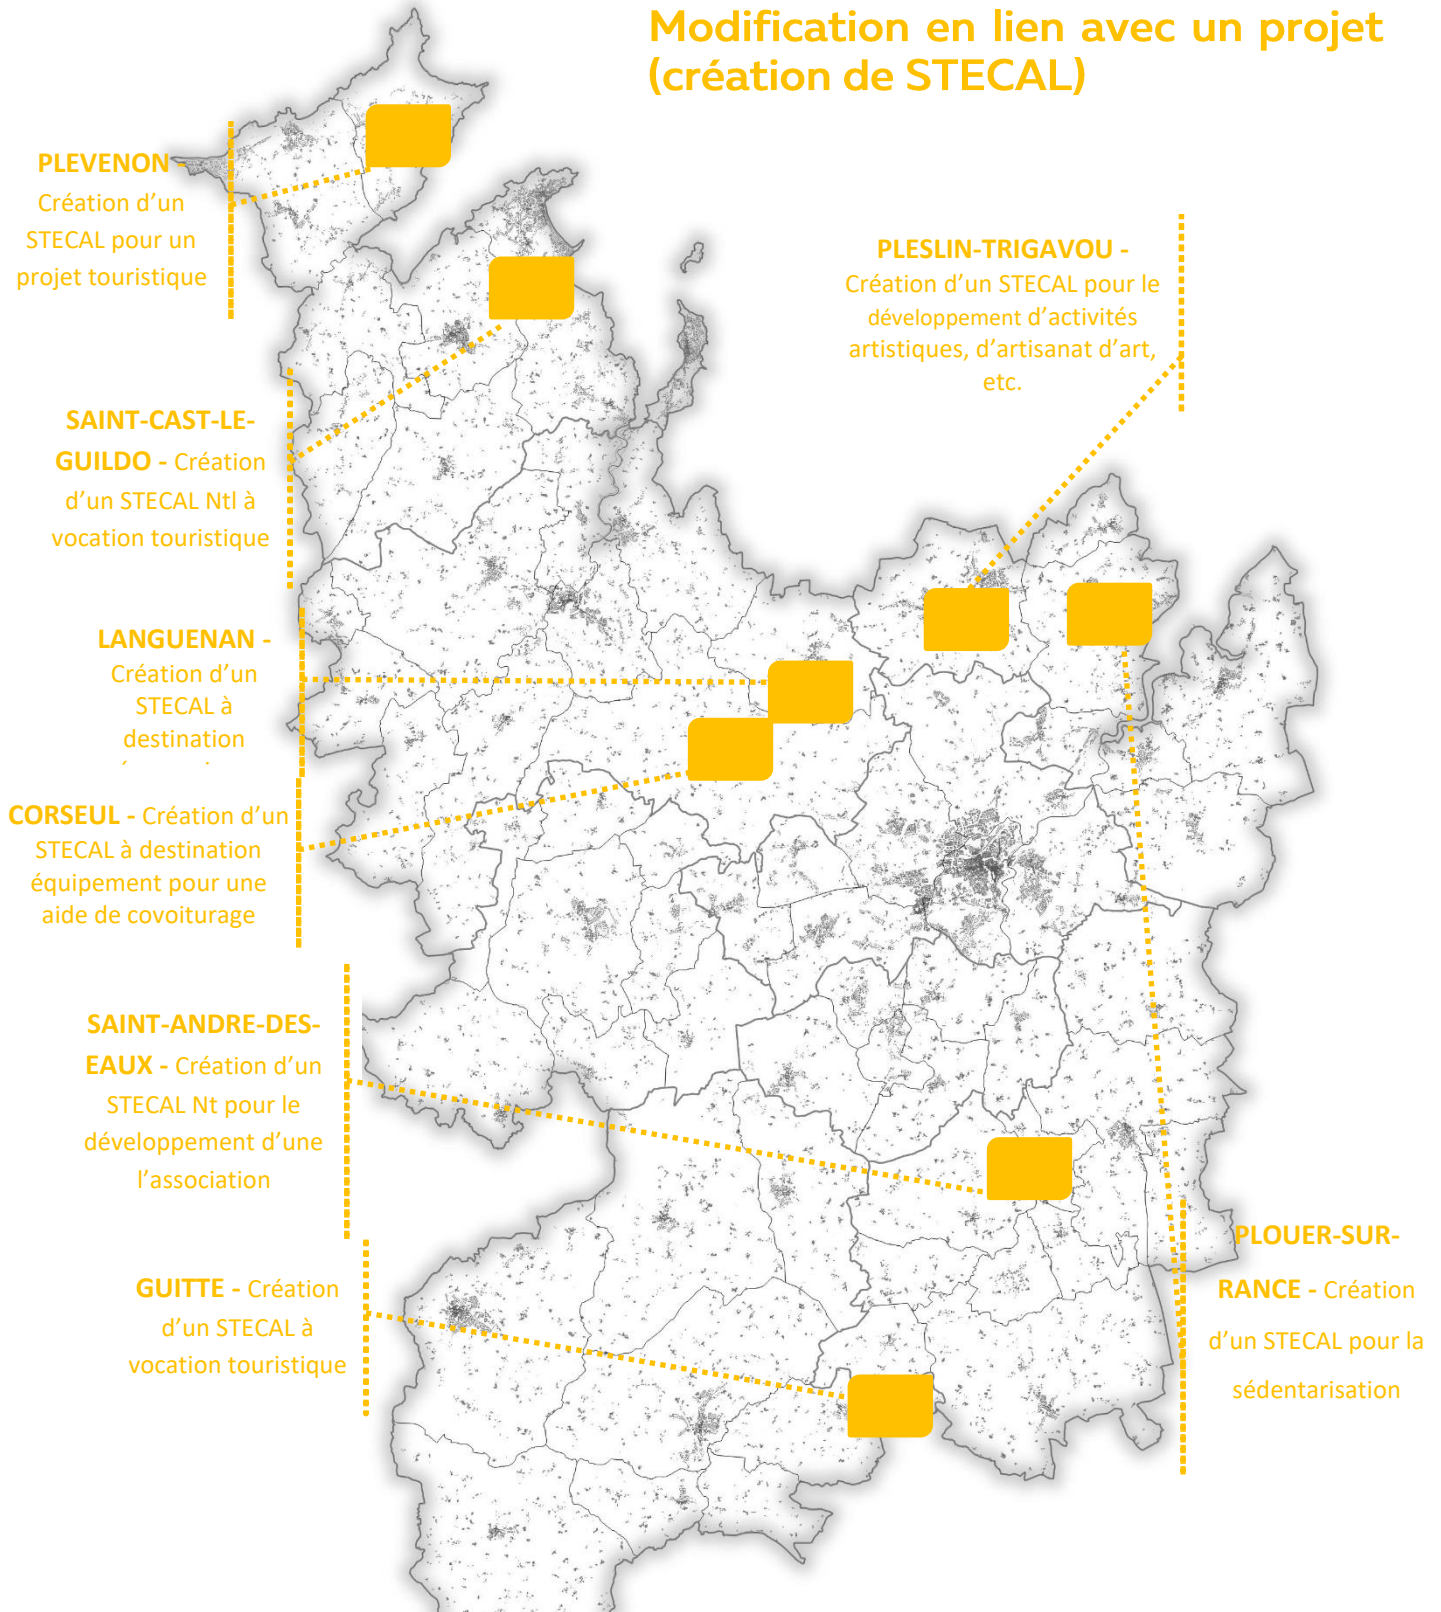 Modification en lien avec un projet
(création de STECAL)
PLEVENON -
Création d'un
STECAL pour un
projet touristique
PLESLIN-TRIGAVOU -
Création d'un STECAL pour le
développement d'activités
artistiques, d'artisanat d'art,
etc.
SAINT-CAST-LE-
GUILDO - Création
d'un STECAL Ntl à
vocation touristique
LANGUENAN -
Création d'un
STECAL à
destination
CORSEUL - Création d'un
STECAL à destination
équipement pour une
aide de covoiturage
SAINT-ANDRE-DES-
EAUX - Création d'un
STECAL Nt pour le
développement d'une
l'association
GUITTE - Création
d'un STECAL à
vocation touristique
PLOUER-SUR-
RANCE - Création
d'un STECAL pour la
sédentarisation